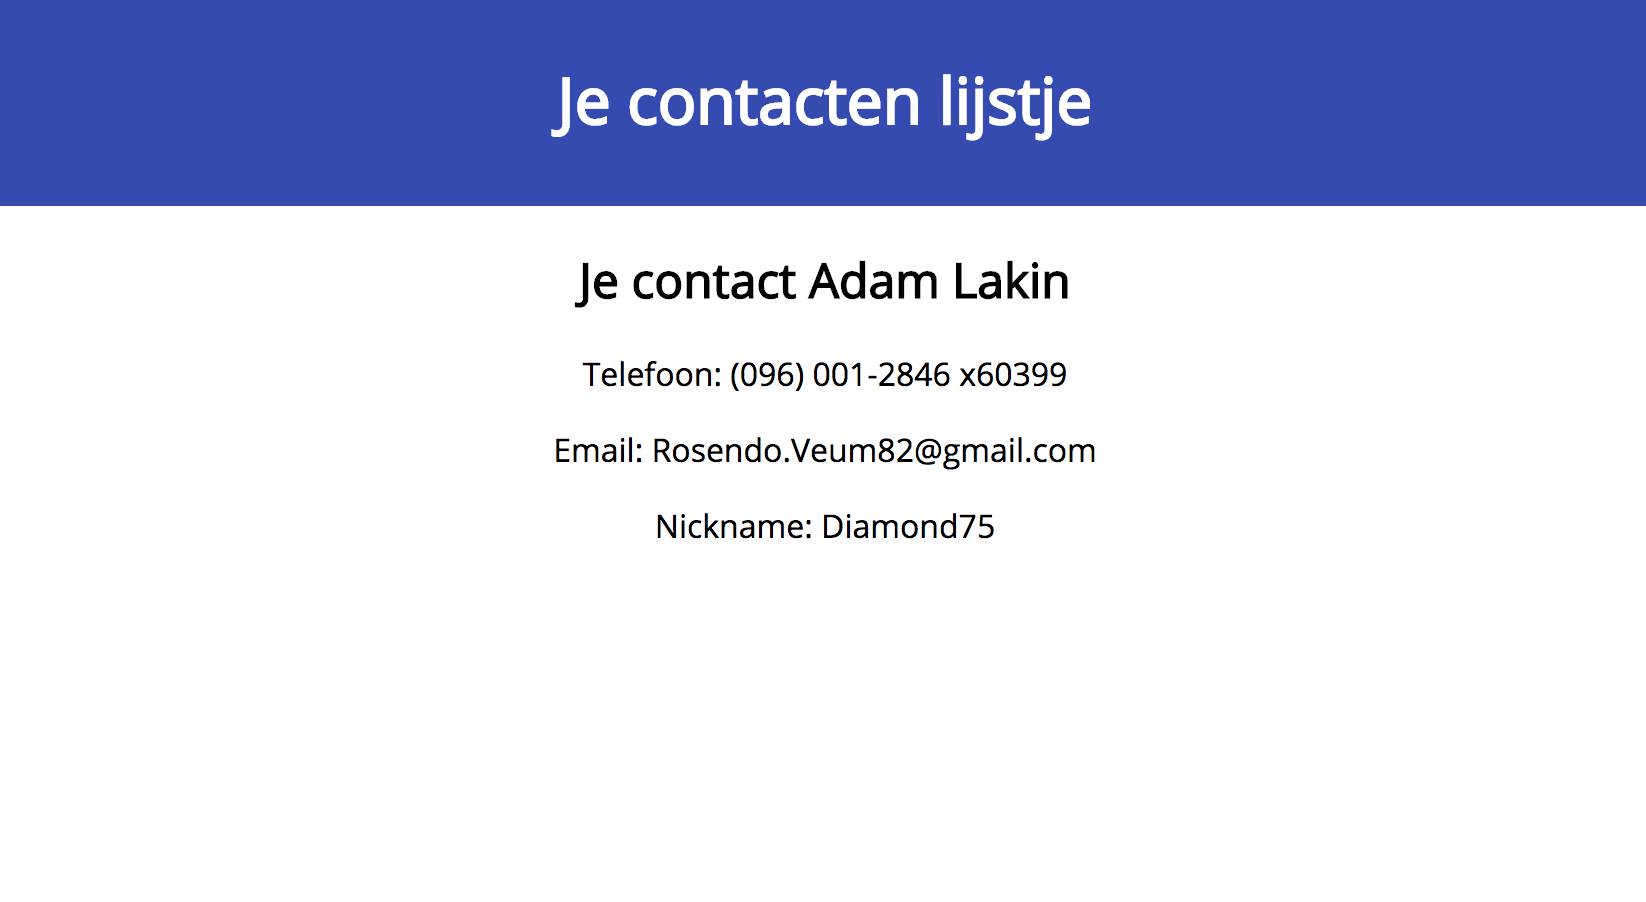 Je contacten lijstje
Je contact Adam Lakin
Telefoon: (096) 001-2846 x60399
Email: Rosendo.Veum82@gmail.com
Nickname: Diamond75